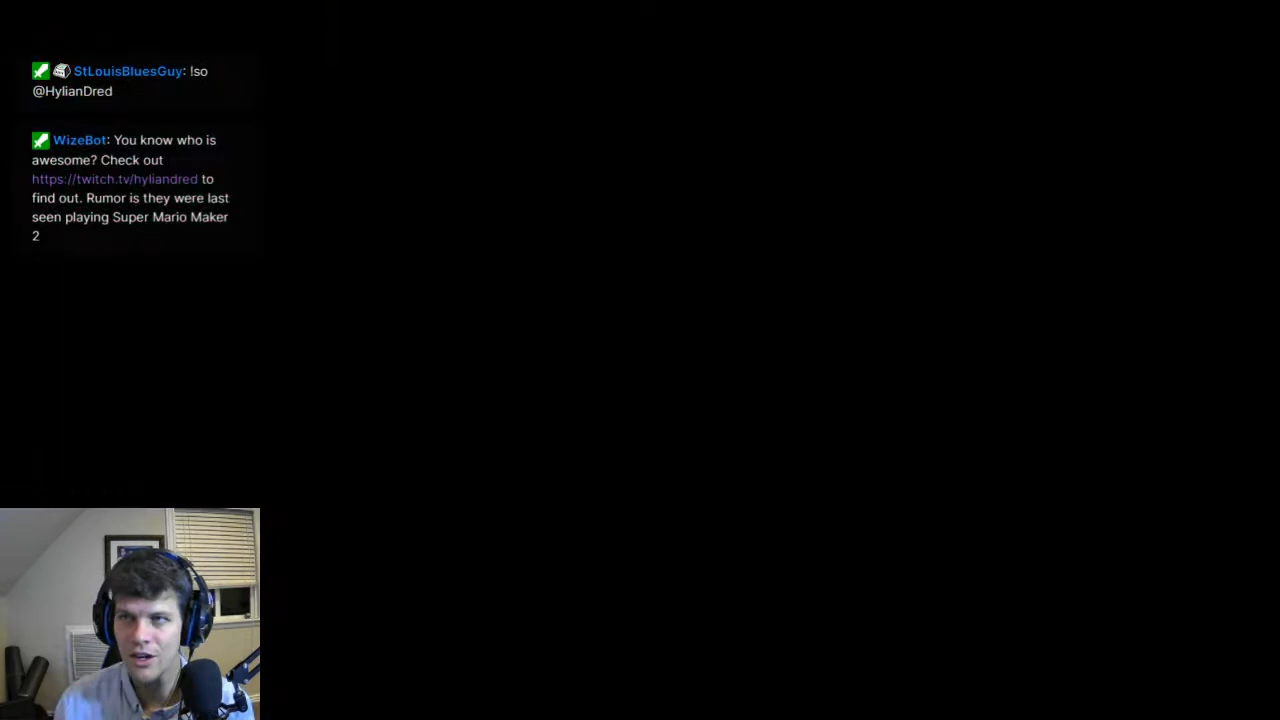 StLouisBluesGuy: !so
@HylianDred
WizeBot: You know who is
awesome? Check out
https://twitch.tv/hyliandred to
find out. Rumor is they were last
seen playing Super Mario Maker
2